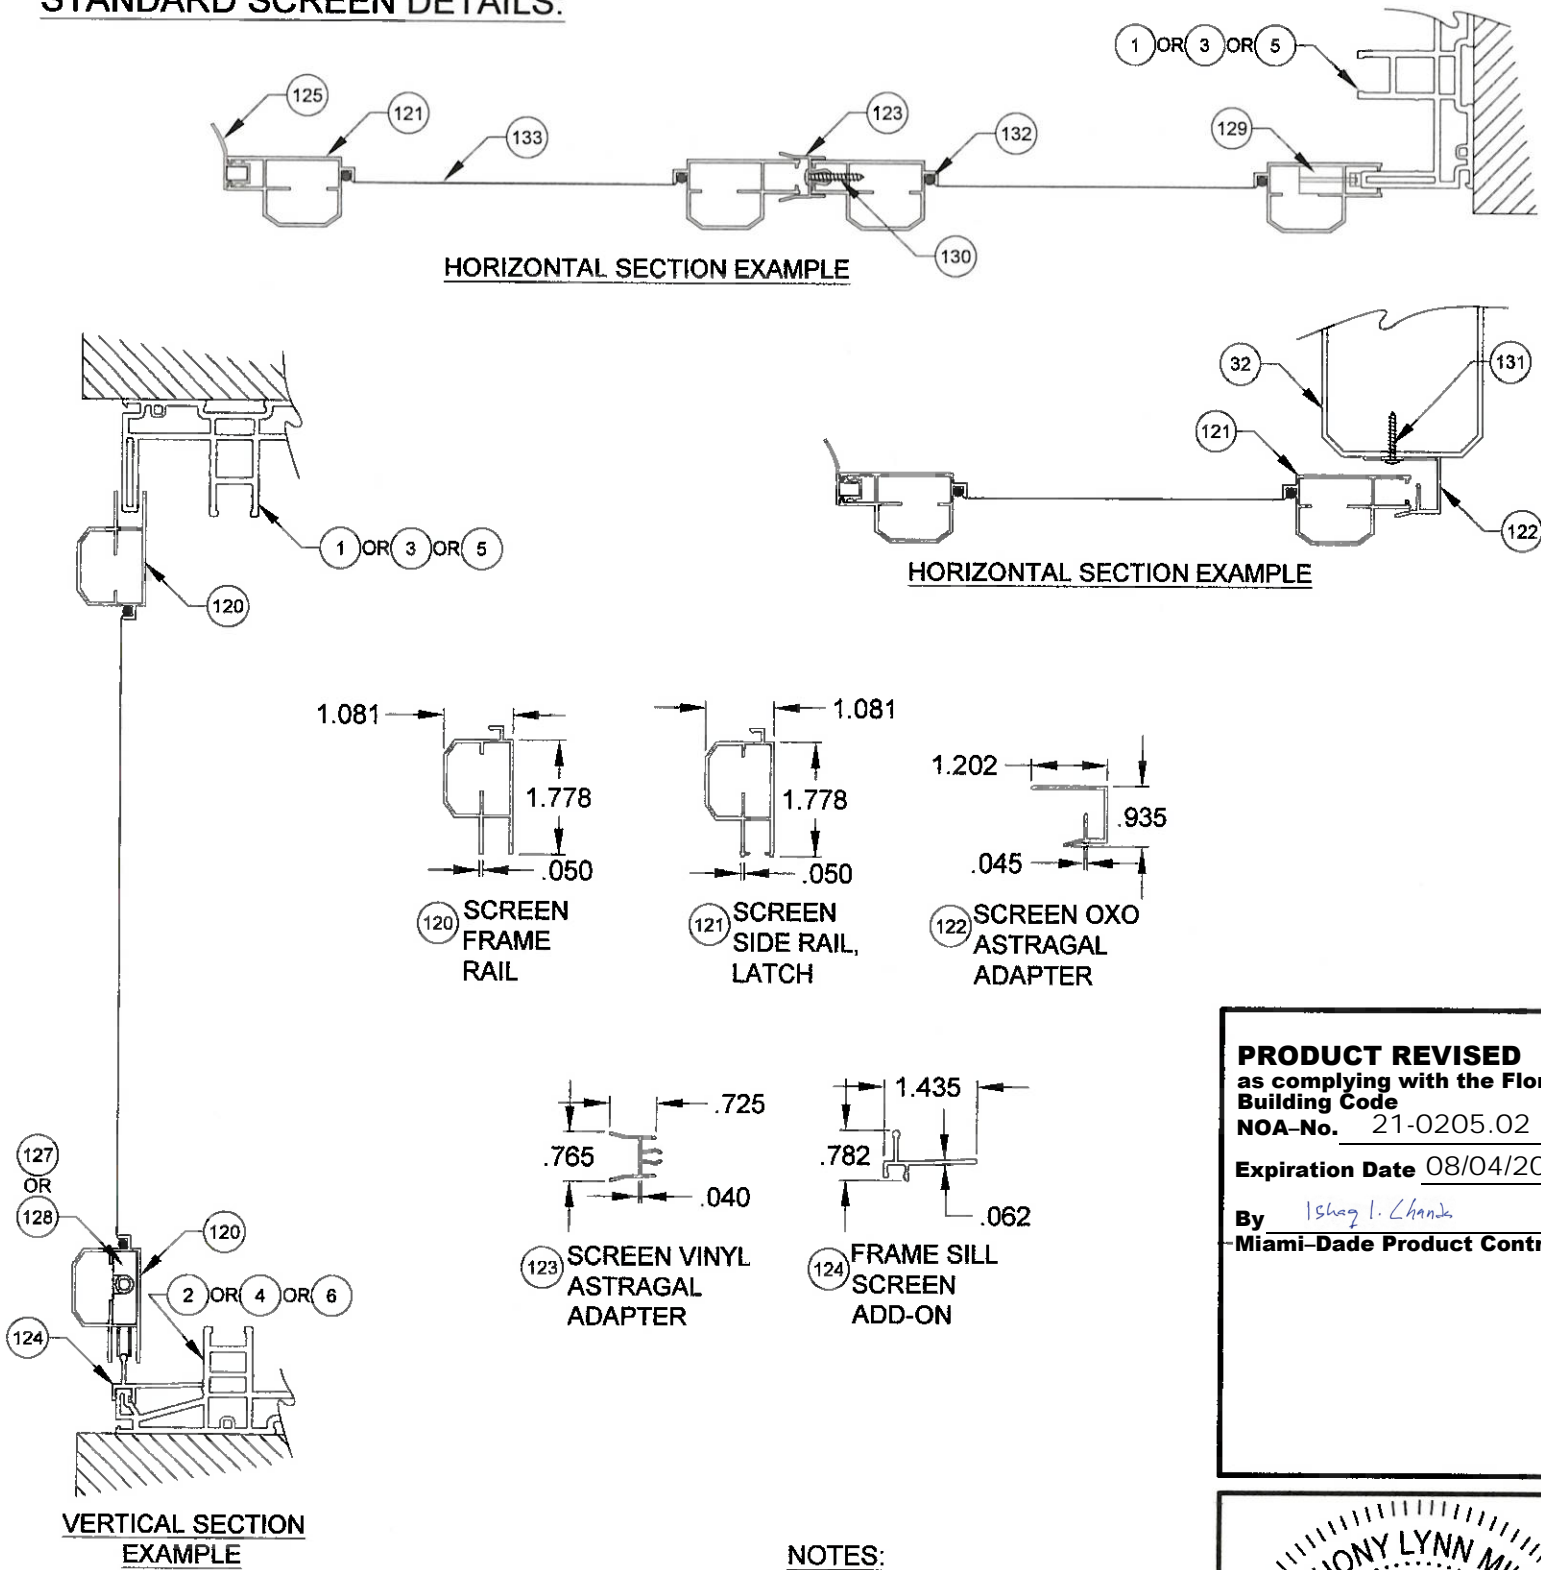 STANDARD SCREEN DETAILS:
1 OR 3 OR 5
125
121
133
123
132
129
130
HORIZONTAL SECTION EXAMPLE
32
131
121
122
HORIZONTAL SECTION EXAMPLE
1 OR 3 OR 5
120
1.081
1.778
.050
120 SCREEN
FRAME
RAIL
1.081
1.778
.050
121 SCREEN
SIDE RAIL,
LATCH
1.202
.935
.045
122 SCREEN OXO
ASTRAGAL
ADAPTER
.725
.765
.040
123 SCREEN VINYL
ASTRAGAL
ADAPTER
1.435
.782
.062
124 FRAME SILL
SCREEN
ADD-ON
127
OR
128
120
2 OR 4 OR 6
124
VERTICAL SECTION
EXAMPLE
NOTES:
PRODUCT REVISED
as complying with the Flor
Building Code
NOA-No. 21-0205.02
Expiration Date 08/04/20
By
Miami-Dade Product Contr
LYNN